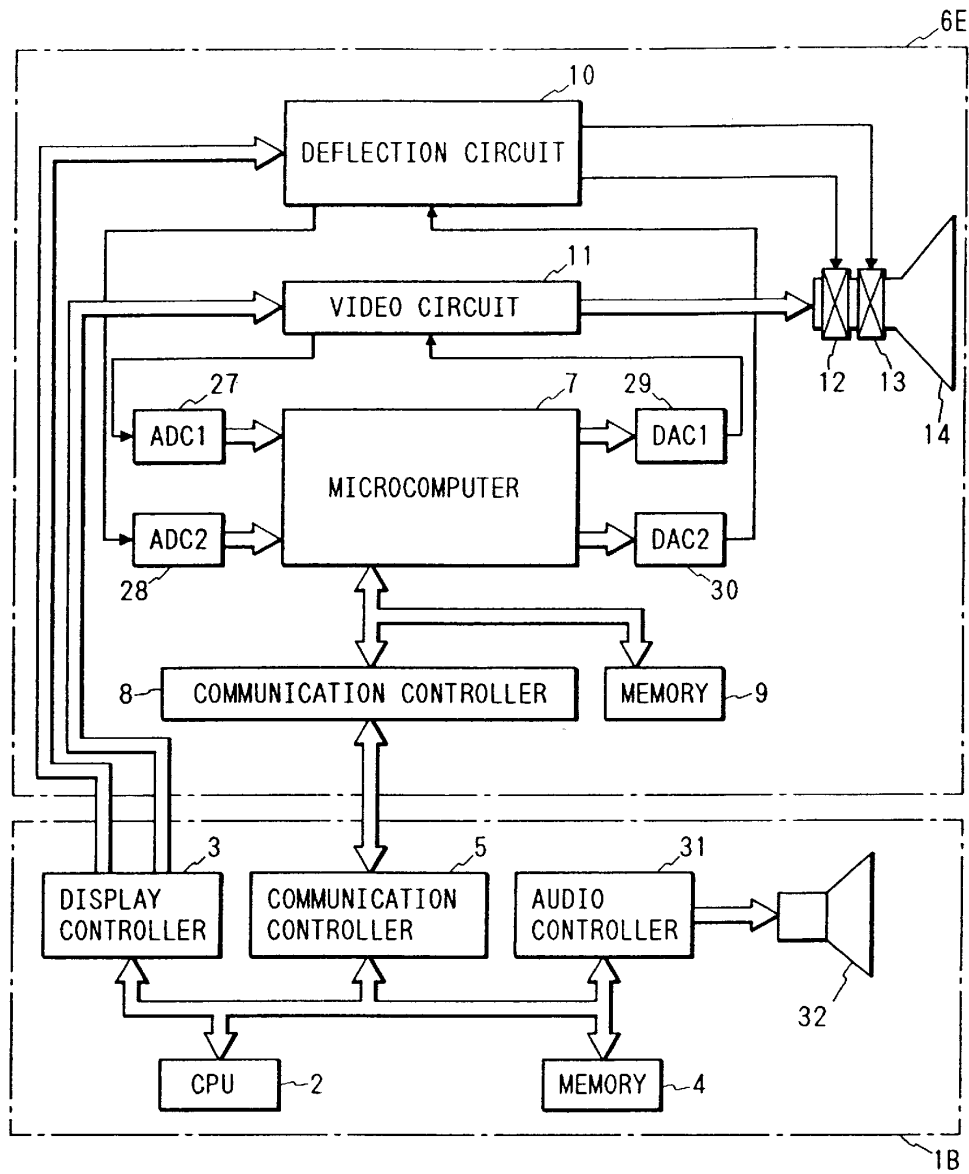 6E
10
DEFLECTION CIRCUIT
11
VIDEO CIRCUIT
12
13
14
27
7
29
ADC1
DAC1
MICROCOMPUTER
ADC2
DAC2
28
30
8
COMMUNICATION CONTROLLER
MEMORY
9
3
5
31
DISPLAY
CONTROLLER
COMMUNICATION
CONTROLLER
AUDIO
CONTROLLER
32
CPU
2
MEMORY
4
1B